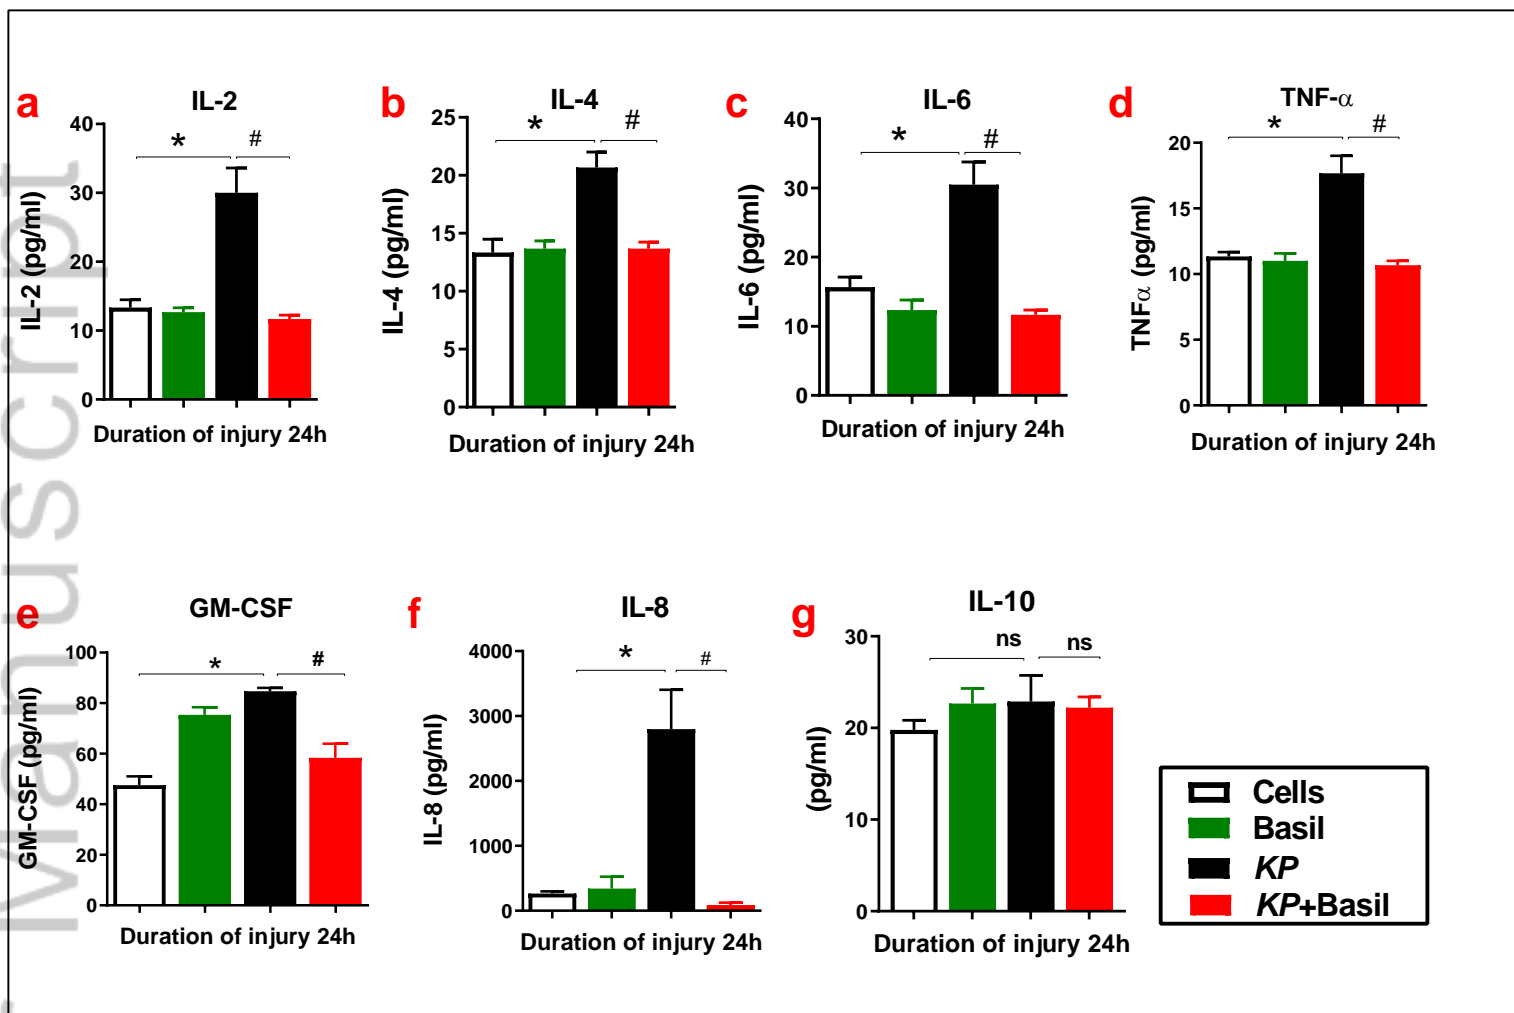 a
IL-2
IL-2 (pg/ml)
40
30
20
10
0
*
#
Duration of injury 24h
b
IL-4
IL-4 (pg/ml)
25
20
15
10
5
0
*
#
Duration of injury 24h
c
IL-6
IL-6 (pg/ml)
40
30
20
10
0
*
#
Duration of injury 24h
d
TNF-α
TNFα (pg/ml)
20
15
10
5
0
*
#
Duration of injury 24h
e
GM-CSF
GM-CSF (pg/ml)
100
80
60
40
20
0
*
#
Duration of injury 24h
f
IL-8
IL-8 (pg/ml)
4000
3000
2000
1000
0
*
#
Duration of injury 24h
g
IL-10
(pg/ml)
30
20
10
0
ns
ns
Duration of injury 24h
Cells
Basil
KP
KP+Basil
Manuscript